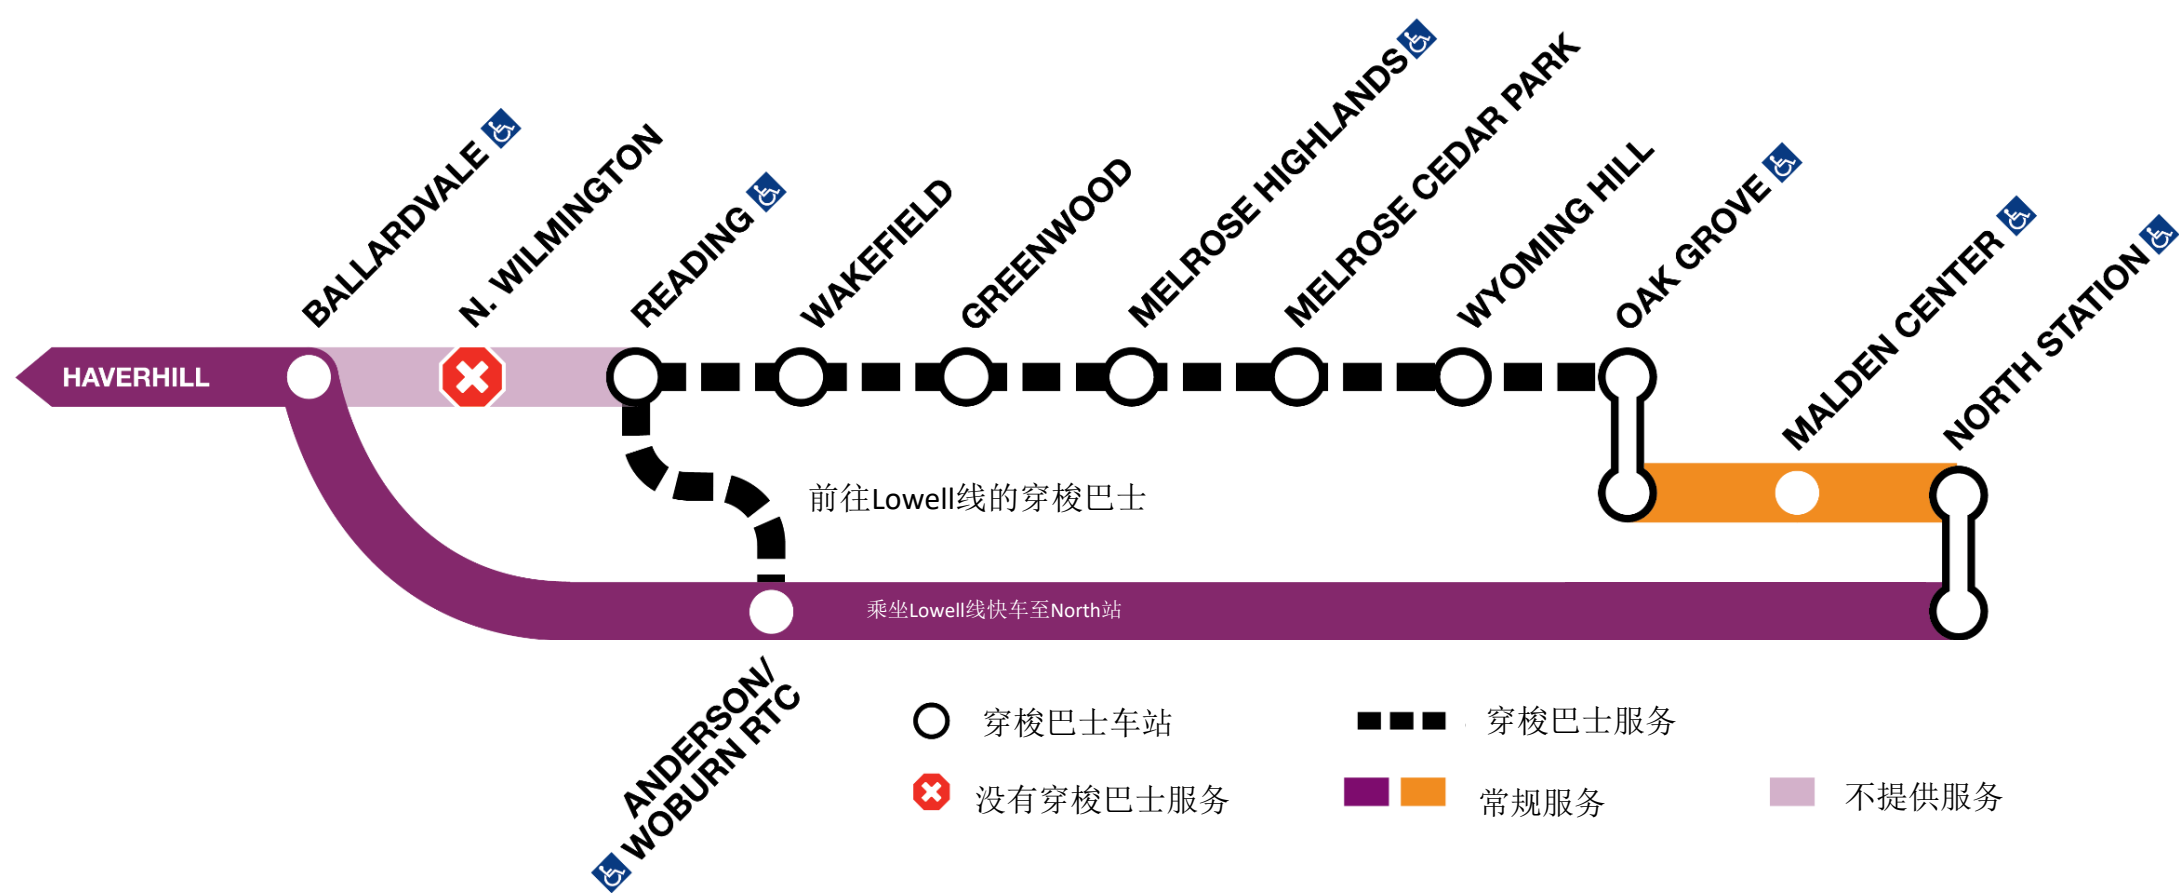 BALLARDVALE
N. WILMINGTON
READING
WAKEFIELD
GREENWOOD
MELROSE HIGHLANDS
MELROSE CEDAR PARK
WYOMING HILL
OAK GROVE
MALDEN CENTER
NORTH STATION
HAVERHILL
前往Lowell线的穿梭巴士
乘坐Lowell线快车至North站
ANDERSON/
WOBURN RTC
穿梭巴士车站
穿梭巴士服务
没有穿梭巴士服务
常规服务
不提供服务